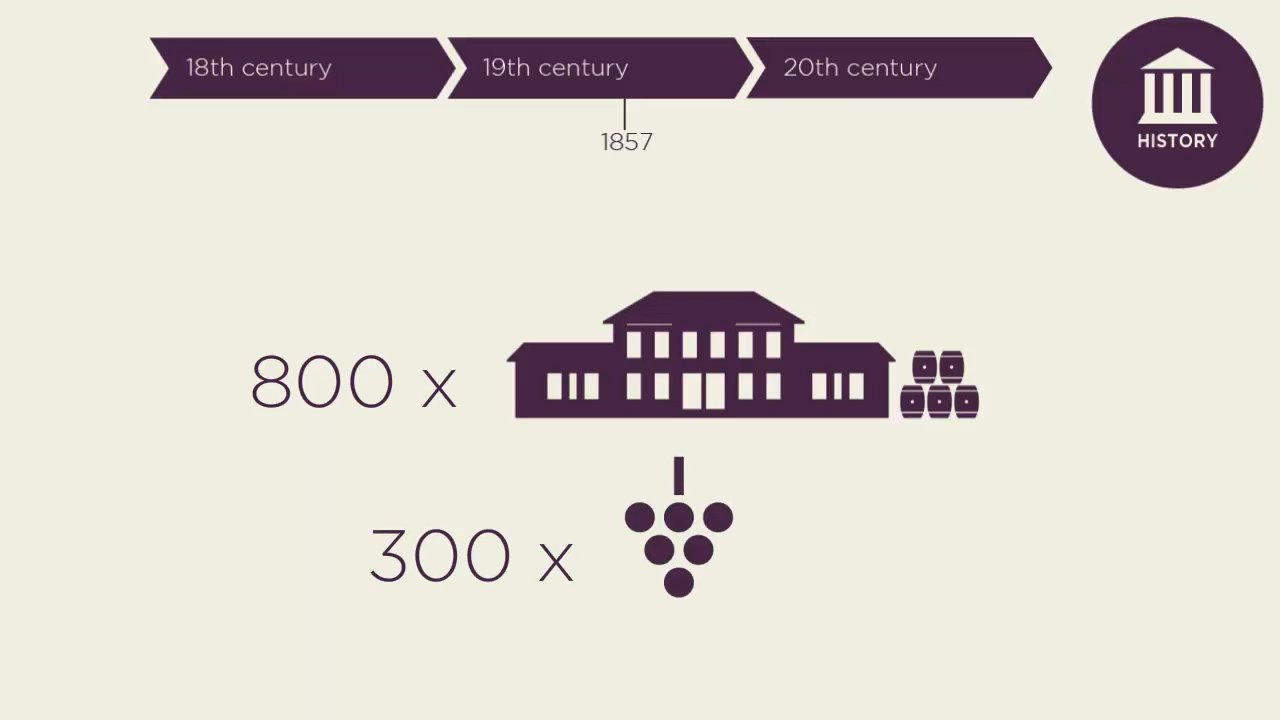 18th century
19th century
20th century
1857
HISTORY
800 x
300 x